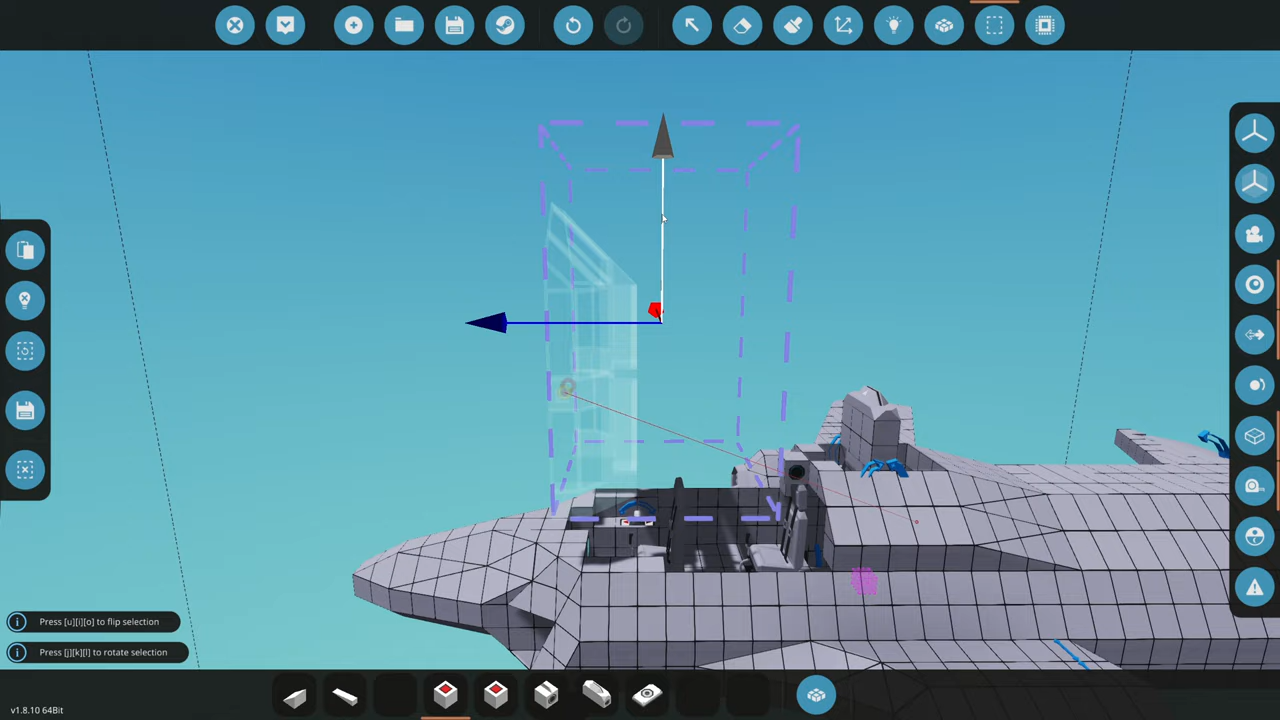 Press [u][i][o] to flip selection
Press [j][k][l] to rotate selection
v1.8.10 64Bit